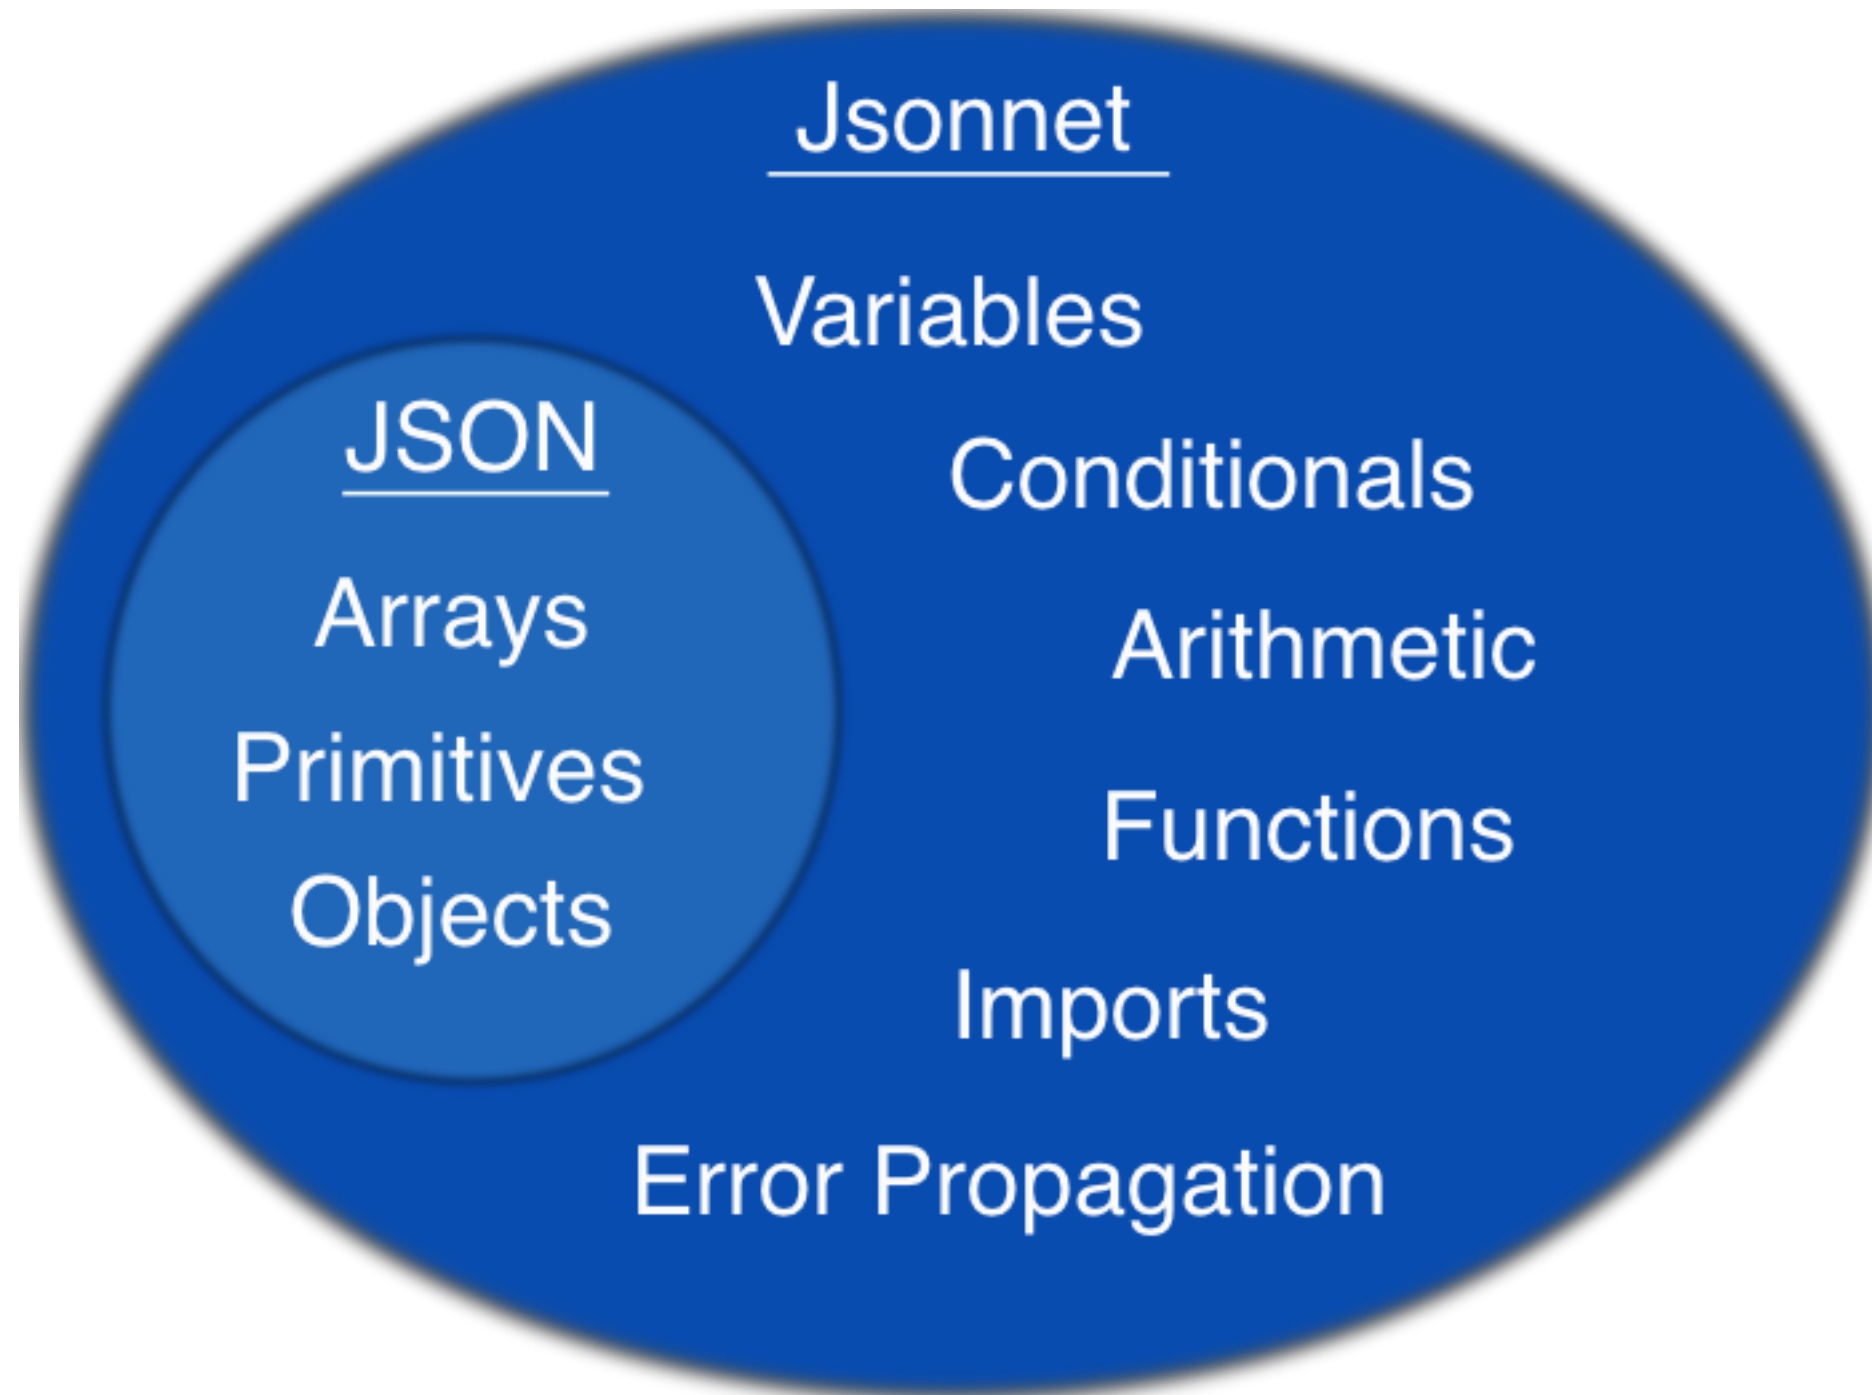 Jsonnet
Variables
JSON
Arrays
Primitives
Objects
Conditionals
Arithmetic
Functions
Imports
Error Propagation